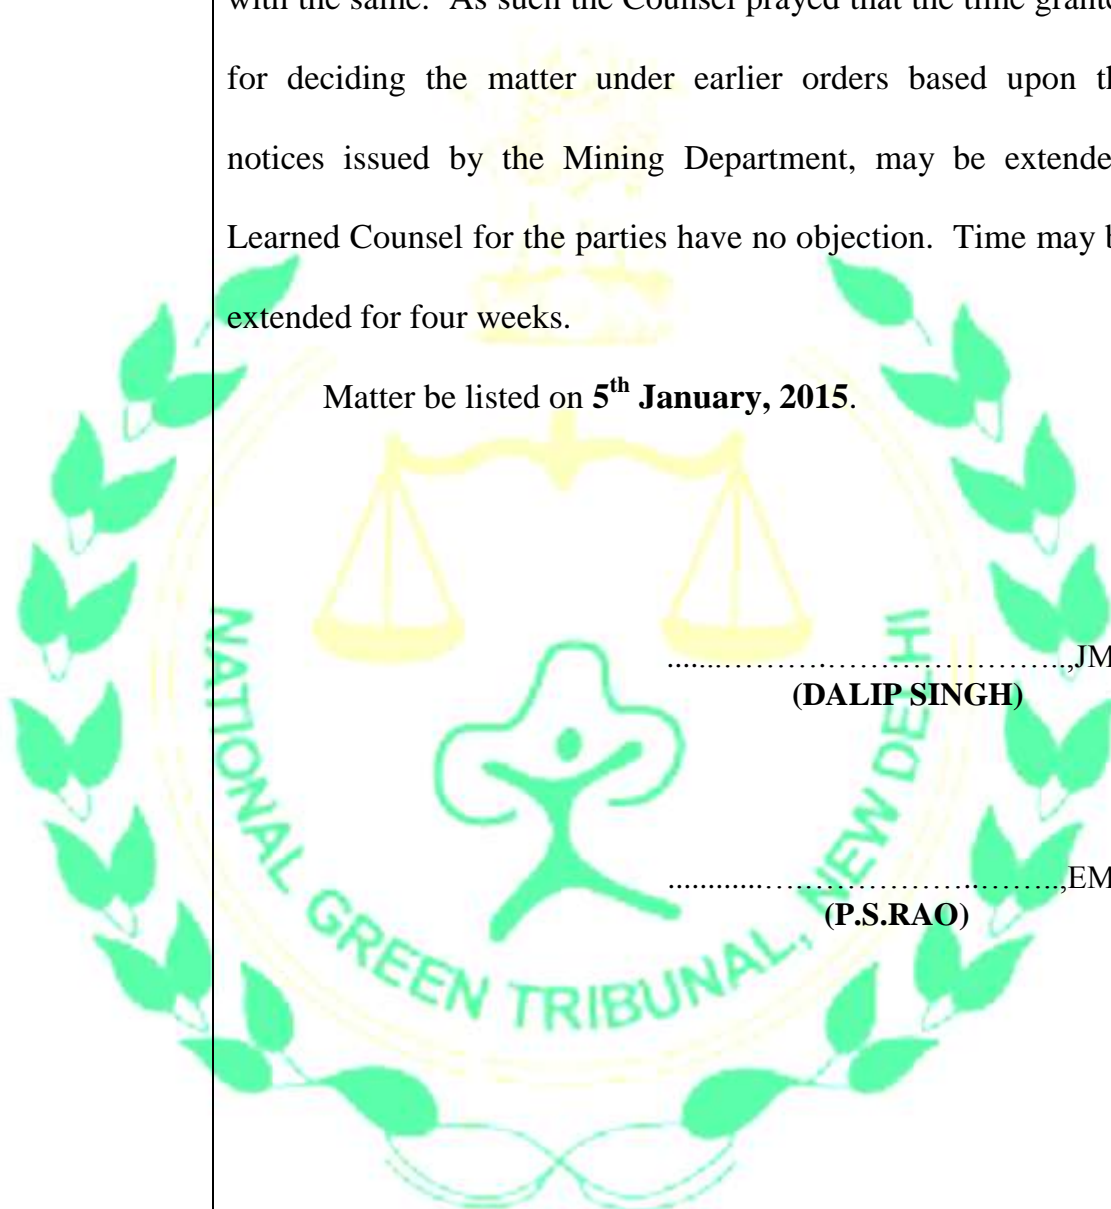 with the same. As such the Counsel prayed that the time grante
for deciding the matter under earlier orders based upon th
notices issued by the Mining Department, may be extende
Learned Counsel for the parties have no objection. Time may b
extended for four weeks.
Matter be listed on 5th January, 2015.
.......……………………………..,JM
(DALIP SINGH)
............………………..……..,EM
(P.S.RAO)
NATIONAL GREEN TRIBUNAL, NEW DELHI